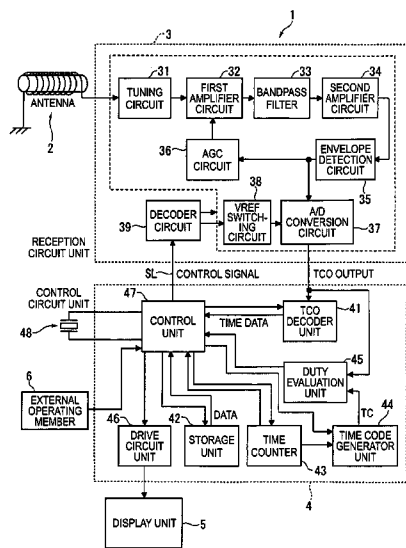 1
3
31
32
33
34
TUNING
CIRCUIT
FIRST
AMPLIFIER
CIRCUIT
BANDPASS
FILTER
SECOND
AMPLIFIER
CIRCUIT
ANTENNA
2
36
AGC
CIRCUIT
ENVELOPE
DETECTION
CIRCUIT
35
38
39
DECODER
CIRCUIT
VREF
SWITCH-
ING
CIRCUIT
A/D
CONVERSION
CIRCUIT
37
RECEPTION
CIRCUIT UNIT
SL
CONTROL SIGNAL
TCO OUTPUT
CONTROL
CIRCUIT UNIT
47
48
CONTROL
UNIT
TIME DATA
TCO
DECODER
UNIT
41
45
DUTY
EVALUATION
UNIT
6
EXTERNAL
OPERATING
MEMBER
46
DRIVE
CIRCUIT
UNIT
42
DATA
STORAGE
UNIT
TIME
COUNTER
43
TC
44
TIME CODE
GENERATOR
UNIT
4
DISPLAY UNIT
5